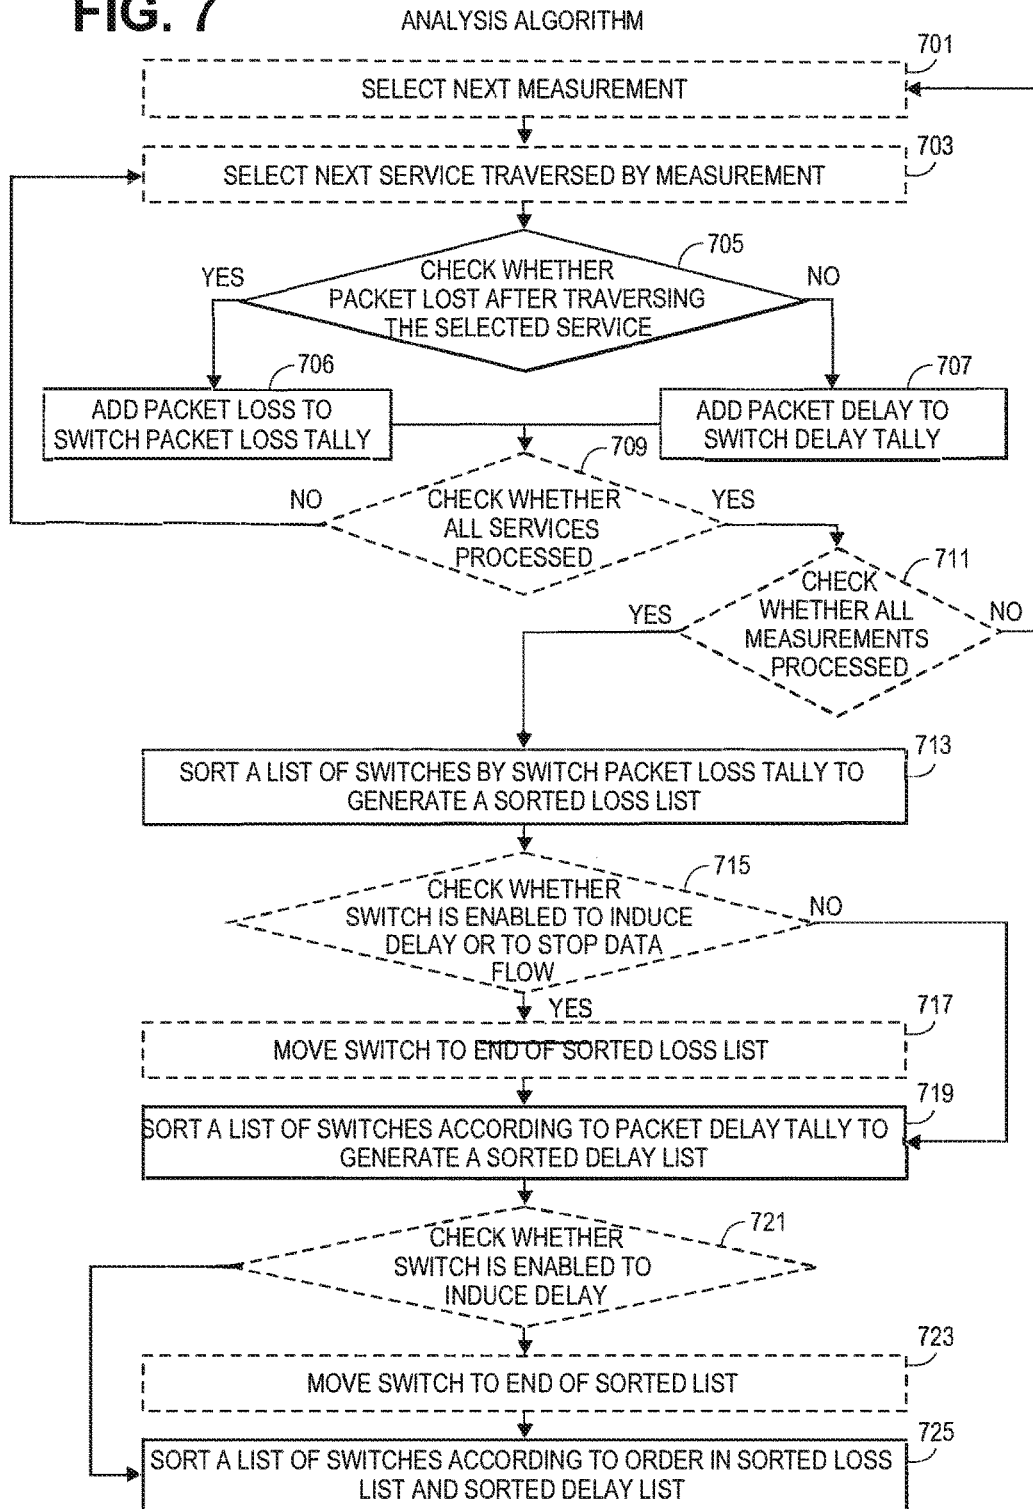 FIG. 7
ANALYSIS ALGORITHM
701
SELECT NEXT MEASUREMENT
703
SELECT NEXT SERVICE TRAVERSED BY MEASUREMENT
705
YES
NO
CHECK WHETHER
PACKET LOST AFTER TRAVERSING
THE SELECTED SERVICE
706
707
ADD PACKET LOSS TO
SWITCH PACKET LOSS TALLY
ADD PACKET DELAY TO
SWITCH DELAY TALLY
709
NO
YES
CHECK WHETHER
ALL SERVICES
PROCESSED
711
YES
NO
CHECK
WHETHER ALL
MEASUREMENTS
PROCESSED
713
SORT A LIST OF SWITCHES BY SWITCH PACKET LOSS TALLY TO
GENERATE A SORTED LOSS LIST
715
NO
CHECK WHETHER
SWITCH IS ENABLED TO INDUCE
DELAY OR TO STOP DATA
FLOW
YES
717
MOVE SWITCH TO END OF SORTED LOSS LIST
719
SORT A LIST OF SWITCHES ACCORDING TO PACKET DELAY TALLY TO
GENERATE A SORTED DELAY LIST
721
CHECK WHETHER
SWITCH IS ENABLED TO
INDUCE DELAY
723
MOVE SWITCH TO END OF SORTED LIST
725
SORT A LIST OF SWITCHES ACCORDING TO ORDER IN SORTED LOSS
LIST AND SORTED DELAY LIST